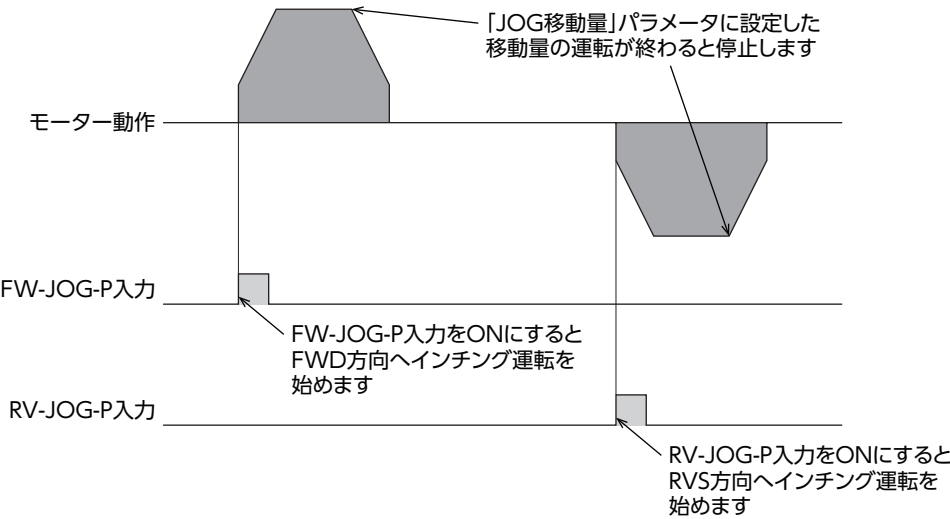 「JOG移動量」パラメータに設定した
移動量の運転が終わると停止します
モーター動作
FW-JOG-P入力
FW-JOG-P入力をONにすると
FWD方向へインチング運転を
始めます
RV-JOG-P入力
RV-JOG-P入力をONにすると
RVS方向へインチング運転を
始めます